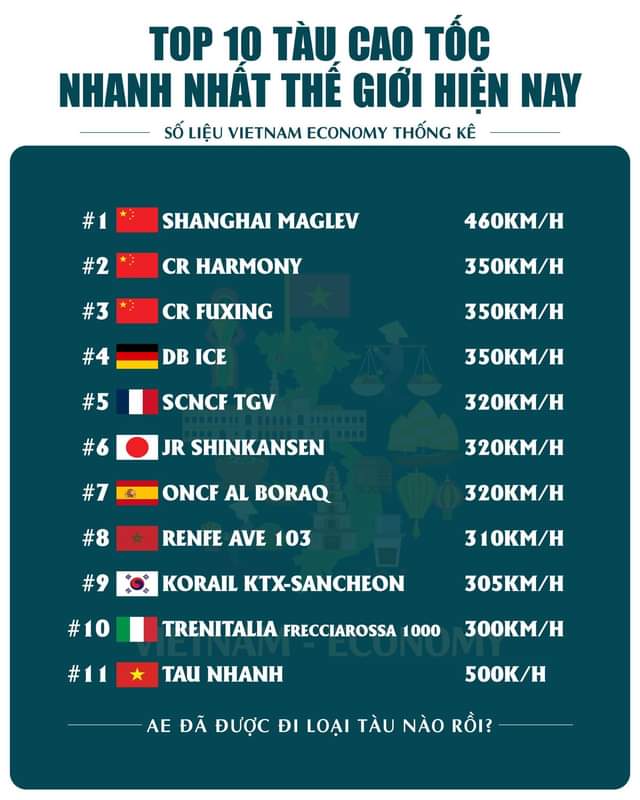 TOP 10 TÀU CAO TỐC
NHANH NHẤT THẾ GIỚI HIỆN NAY
SỐ LIỆU VIETNAM ECONOMY THỐNG KÊ
#1 SHANGHAI MAGLEV 460KM/H
#2 CR HARMONY 350KM/H
#3 CR FUXING 350KM/H
#4 DB ICE 350KM/H
#5 SCNCF TGV 320KM/H
#6 JR SHINKANSEN 320KM/H
#7 ONCF AL BORAQ 320KM/H
#8 RENFE AVE 103 310KM/H
#9 KORAIL KTX-SANCHEON 305KM/H
#10 TRENITALIA FRECCIAROSSA 1000 300KM/H
VIETNAM - ECONOMY
#11 TAU NHANH 500K/H
AE ĐÃ ĐƯỢC ĐI LOẠI TÀU NÀO RỒI?